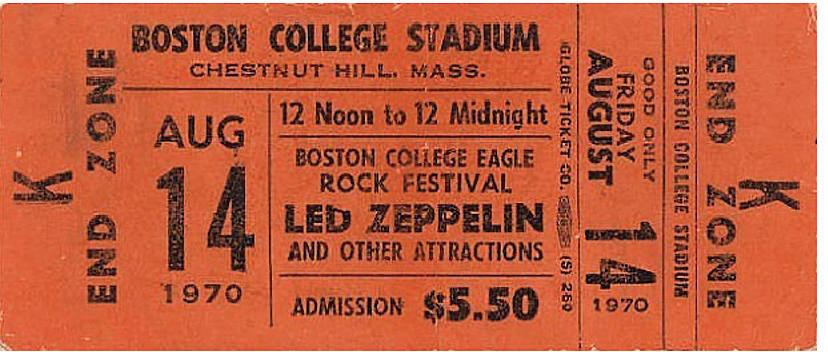 K
END ZONE
BOSTON COLLEGE STADIUM
CHESTNUT HILL, MASS.
AUG
14
1970
12 Noon to 12 Midnight
BOSTON COLLEGE EAGLE
ROCK FESTIVAL
LED ZEPPELIN
AND OTHER ATTRACTIONS
ADMISSION $5.50
GLOBE TICKET CO. (S) 260
GOOD ONLY
FRIDAY
AUGUST
14
1970
BOSTON COLLEGE STADIUM
END ZONE
K